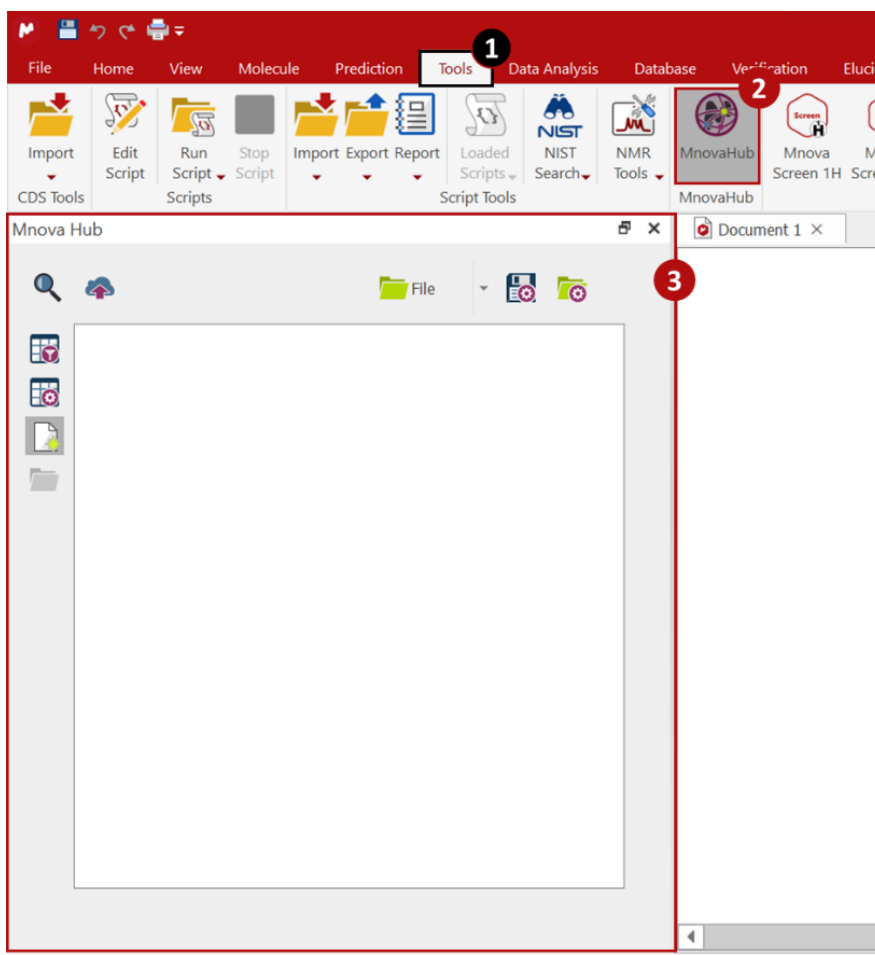 File Home View Molecule Prediction Tools Data Analysis Database Verification
1
2
Import Edit Run Stop Import Export Report Loaded NIST NMR MnovaHub Mnova
Script Script Script Scripts Search Tools Screen 1H
NIST
Screen
H
CDS Tools Scripts Script Tools MnovaHub
Mnova Hub Document 1
File
3